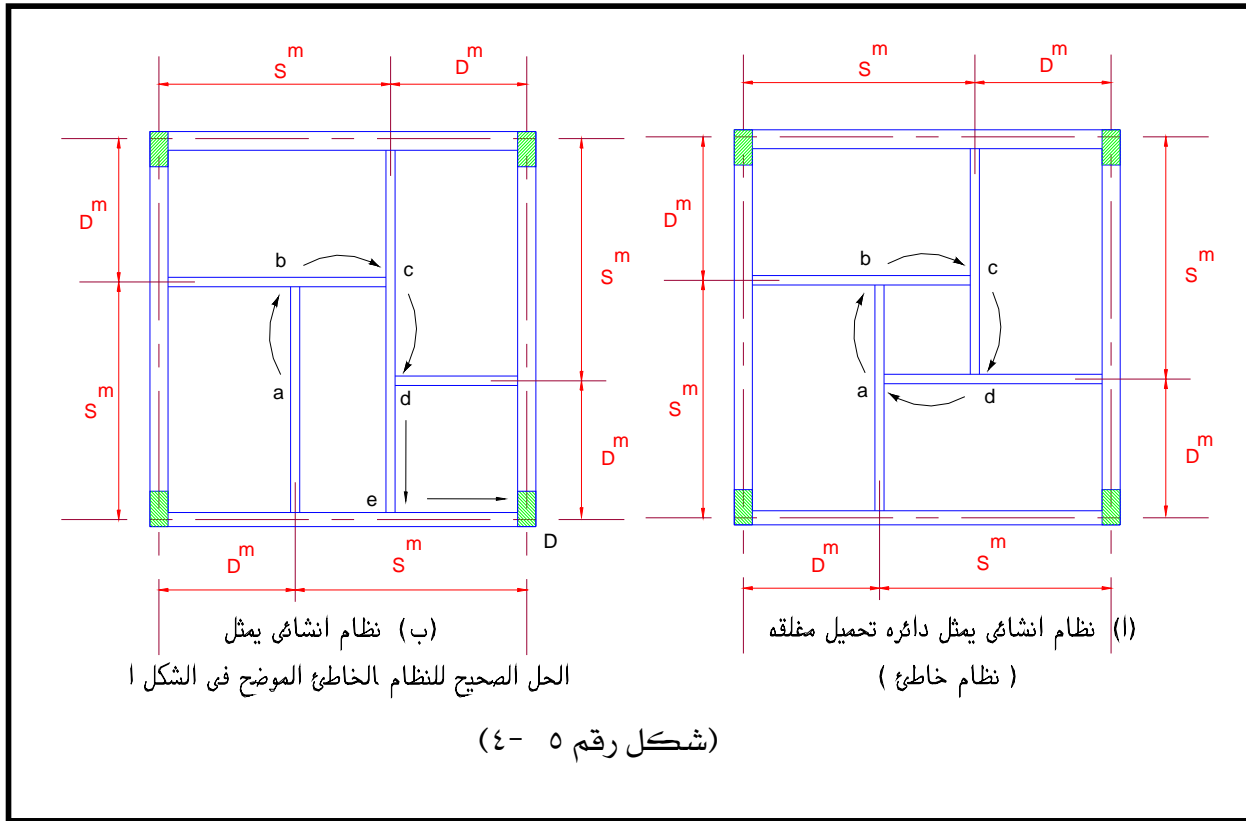 S m
D m
S m
D m
D m
S m
D m
S m
b
c
b
c
a
d
a
d
S m
D m
S m
D m
e
D
D m
S m
D m
S m
(ا) نظام انشائى يمثل دائره تحميل مغلقه
( نظام خاطئ )
(ب) نظام انشائى يمثل
الحل الصحيح للنظام الخاطئ الموضح فى الشكل ا
(شكل رقم ٥ -٤)